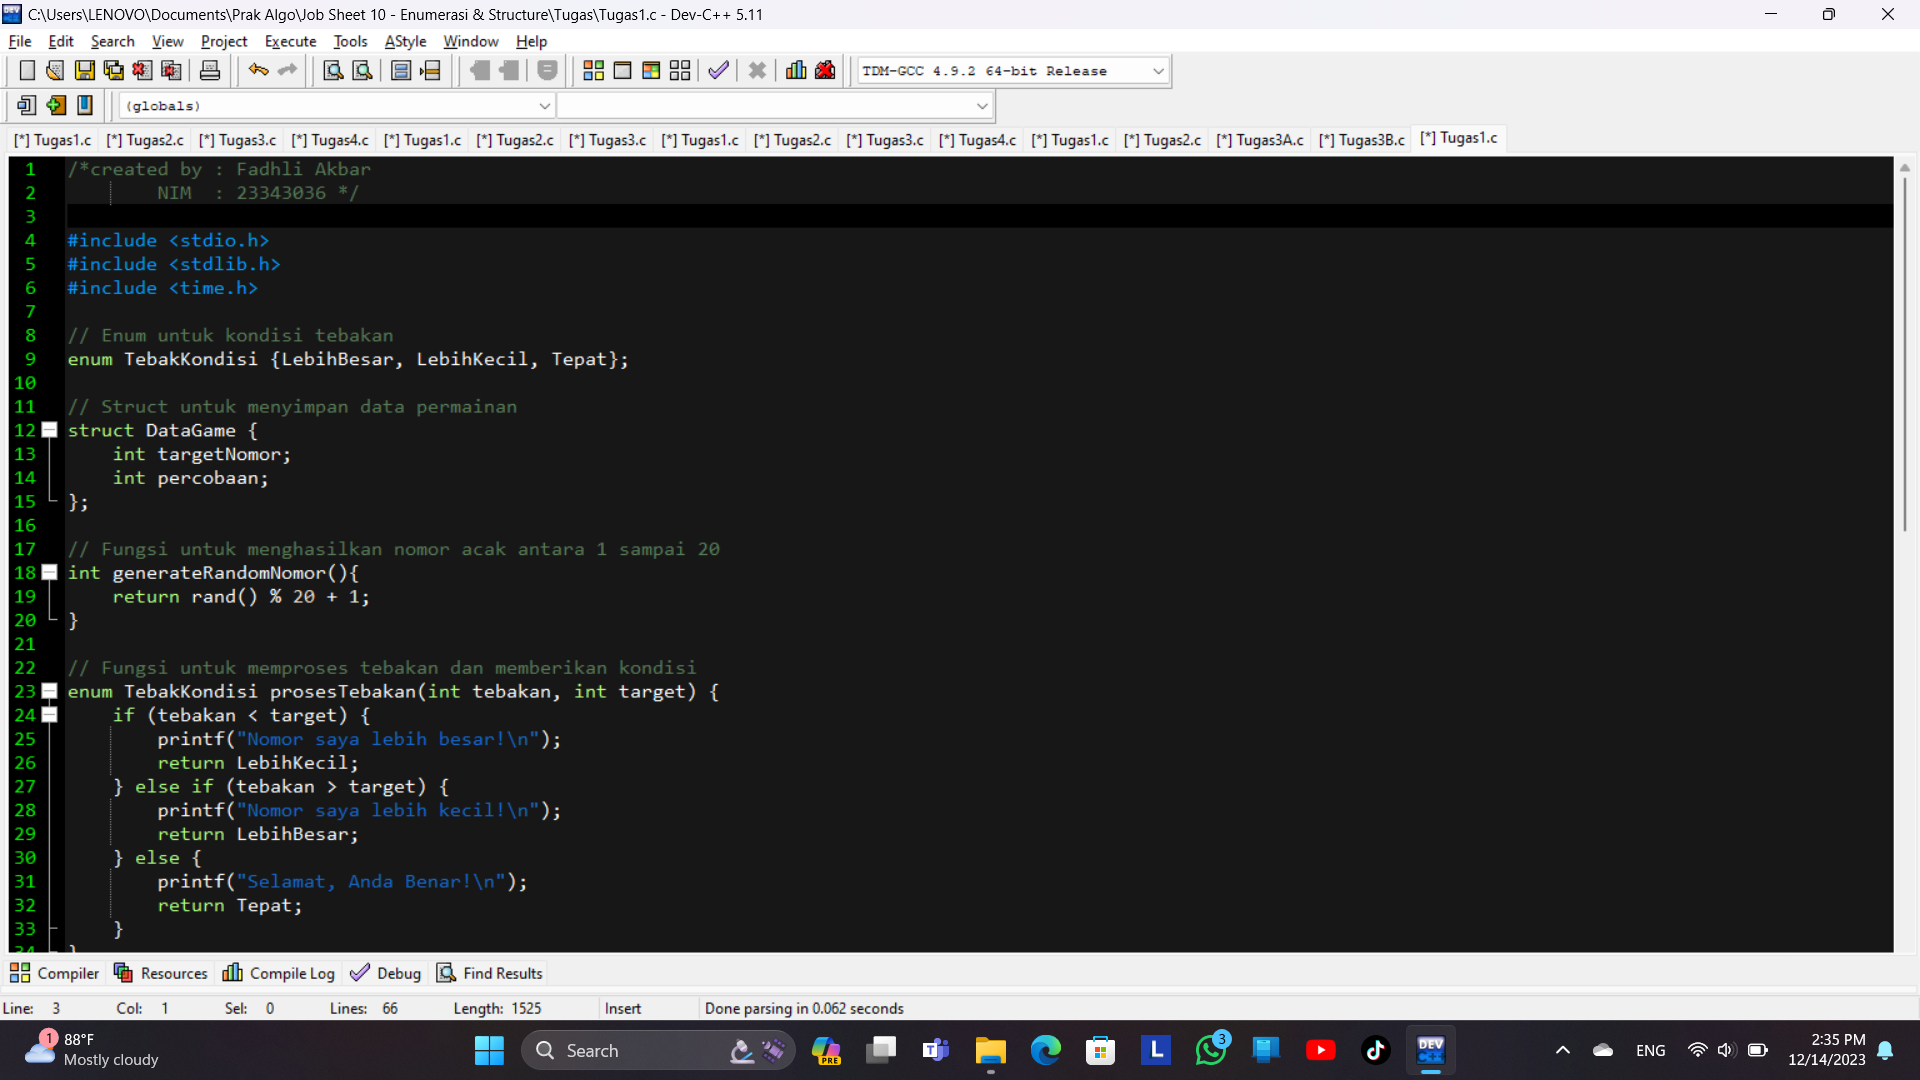 C:\Users\LENOVO\Documents\Prak Algo\Job Sheet 10 - Enumerasi & Structure\Tugas\Tugas1.c - Dev-C++ 5.11
File Edit Search View Project Execute Tools AStyle Window Help
TDM-GCC 4.9.2 64-bit Release
(globals)
[*] Tugas1.c [*] Tugas2.c [*] Tugas3.c [*] Tugas4.c [*] Tugas1.c [*] Tugas2.c [*] Tugas3.c [*] Tugas1.c [*] Tugas2.c [*] Tugas3.c [*] Tugas4.c [*] Tugas1.c [*] Tugas2.c [*] Tugas3A.c [*] Tugas3B.c [*] Tugas1.c
1 /*created by : Fadhli Akbar
2 NIM : 23343036 */
3
4 #include <stdio.h>
5 #include <stdlib.h>
6 #include <time.h>
7
8 // Enum untuk kondisi tebakan
9 enum TebakKondisi {LebihBesar, LebihKecil, Tepat};
10
11 // Struct untuk menyimpan data permainan
12 struct DataGame {
13 int targetNomor;
14 int percobaan;
15 };
16
17 // Fungsi untuk menghasilkan nomor acak antara 1 sampai 20
18 int generateRandomNomor(){
19 return rand() % 20 + 1;
20 }
21
22 // Fungsi untuk memproses tebakan dan memberikan kondisi
23 enum TebakKondisi prosesTebakan(int tebakan, int target) {
24 if (tebakan < target) {
25 printf("Nomor saya lebih besar!\n");
26 return LebihKecil;
27 } else if (tebakan > target) {
28 printf("Nomor saya lebih kecil!\n");
29 return LebihBesar;
30 } else {
31 printf("Selamat, Anda Benar!\n");
32 return Tepat;
33 }
34 }
Compiler Resources Compile Log Debug Find Results
Line: 3 Col: 1 Sel: 0 Lines: 66 Length: 1525 Insert Done parsing in 0.062 seconds
1 88°F
Mostly cloudy
Search
PRE
T
L
3
DEV
C++
ENG
2:35 PM
12/14/2023